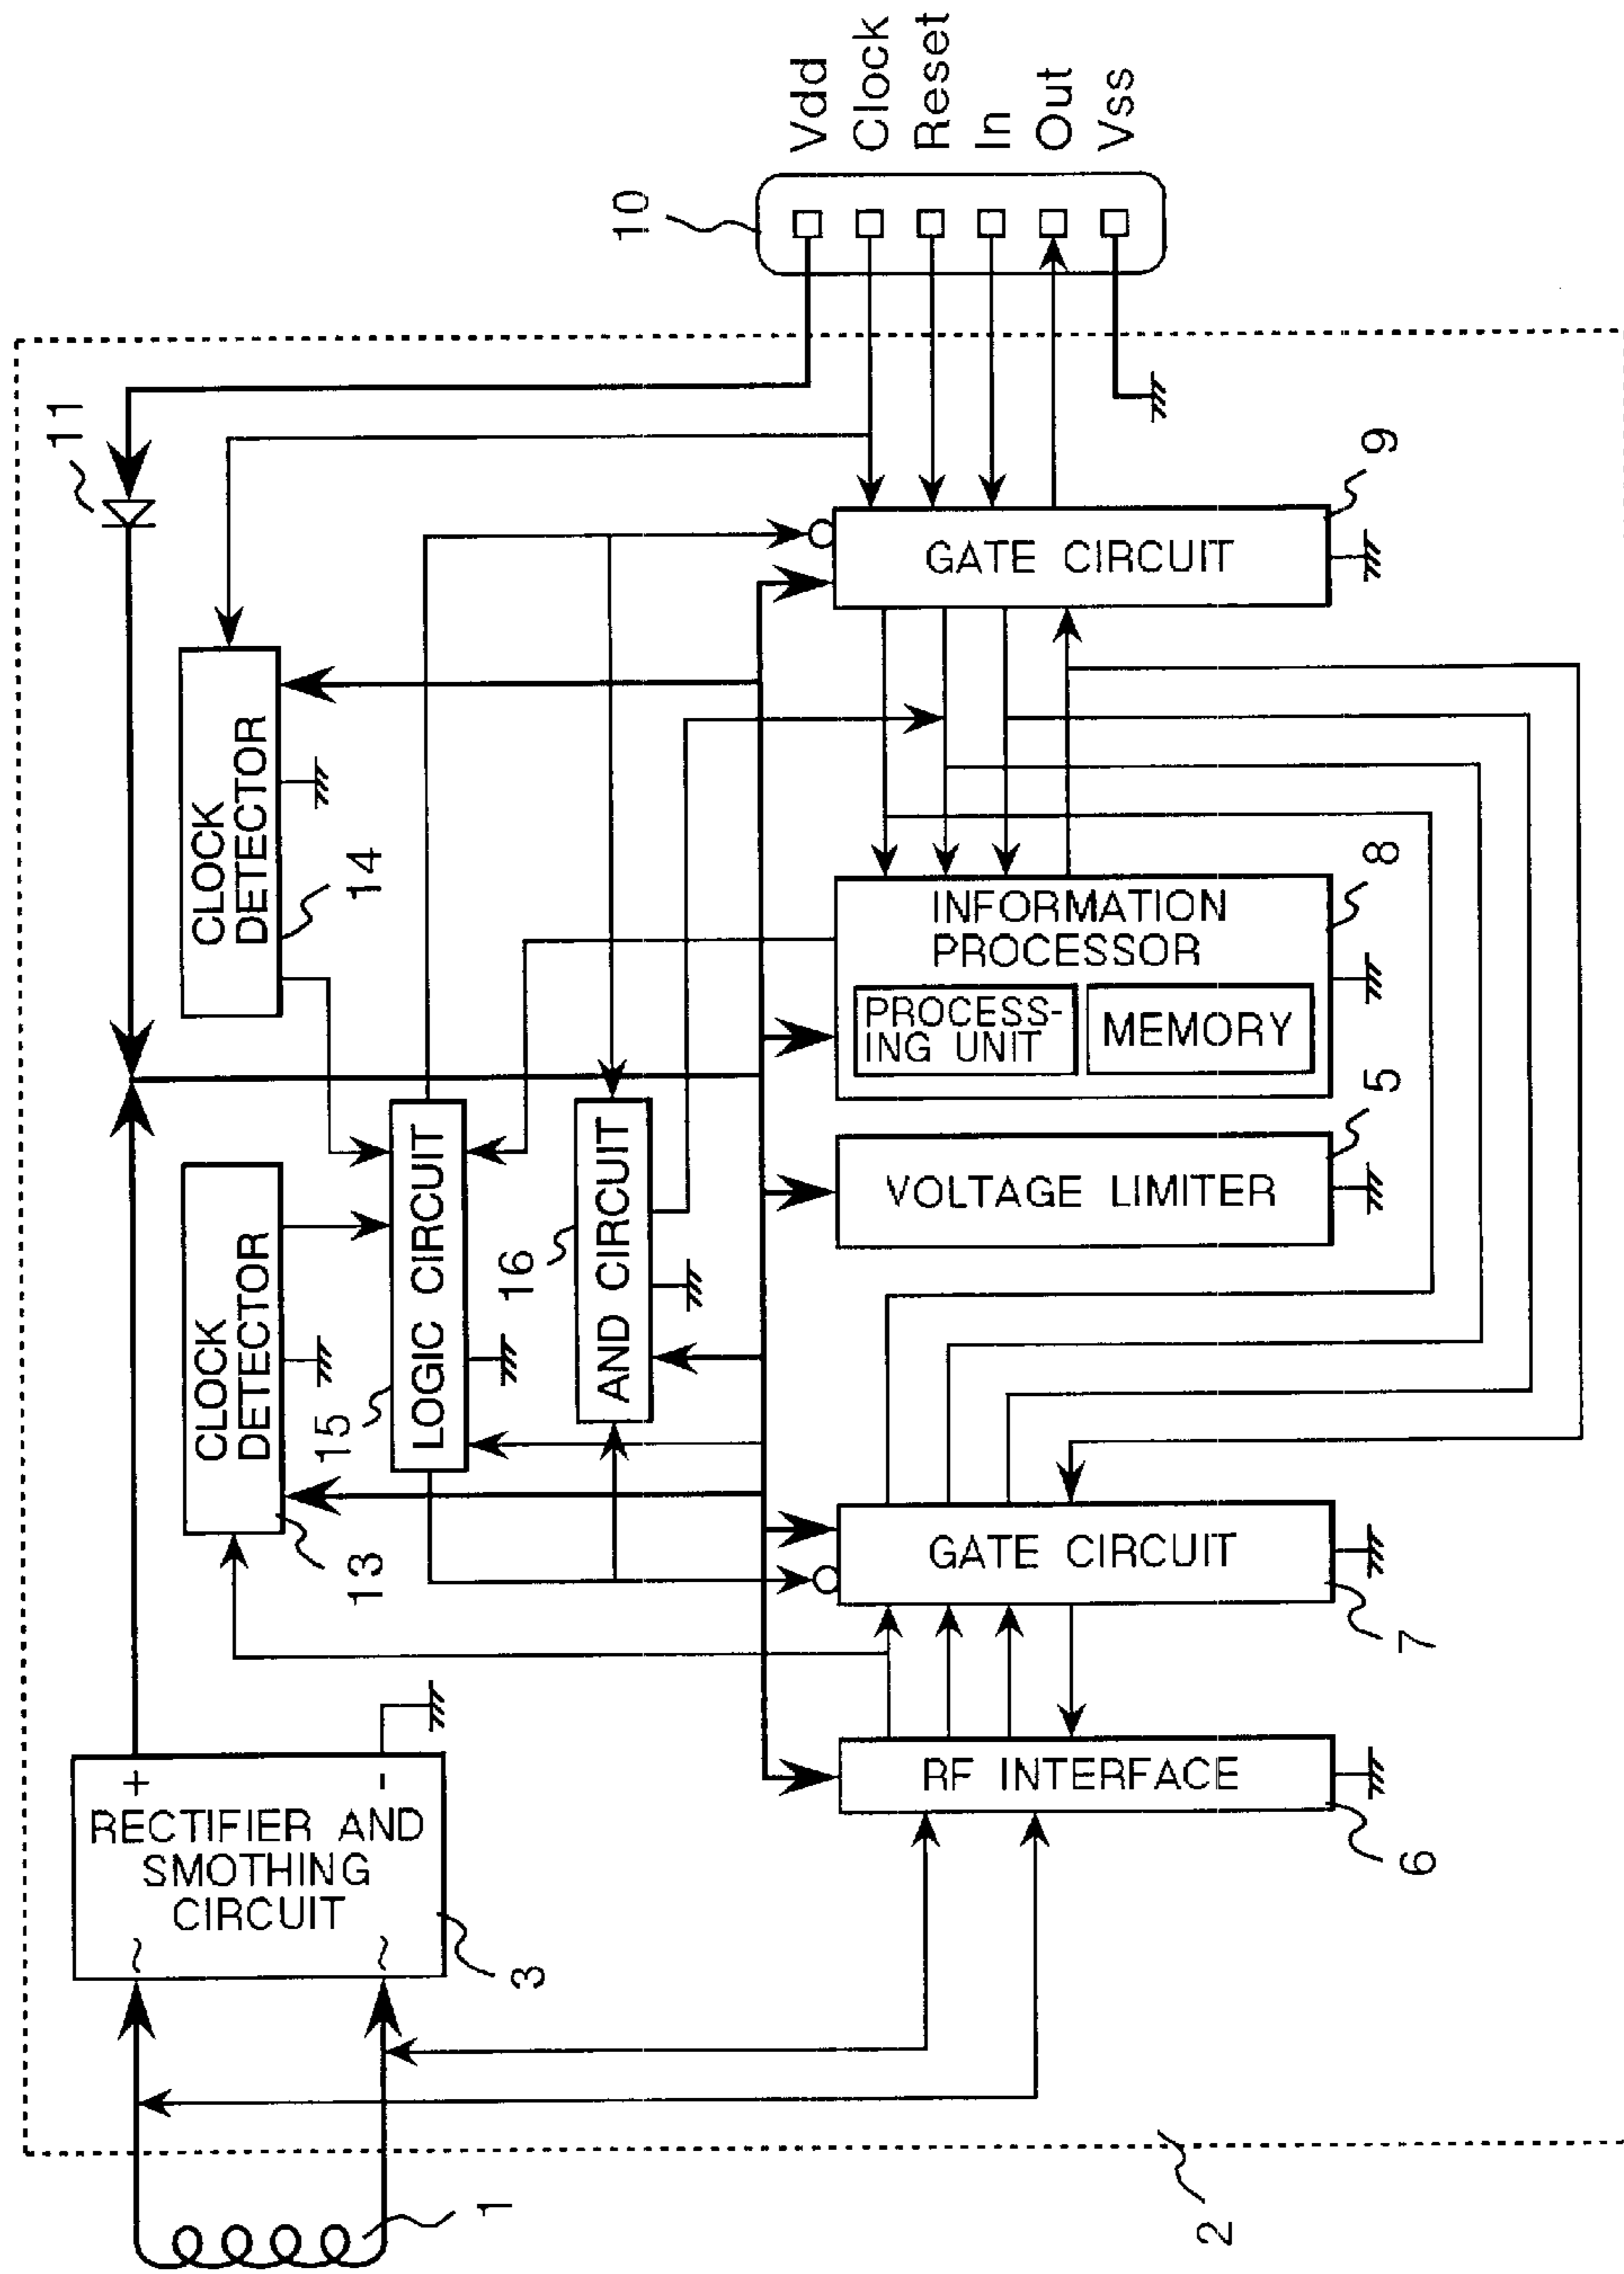 1
2
+
-
~
~
RECTIFIER AND
SMOTHING
CIRCUIT
3
11
CLOCK
DETECTOR
13
CLOCK
DETECTOR
14
LOGIC CIRCUIT
15
AND CIRCUIT
16
RF INTERFACE
6
GATE CIRCUIT
7
VOLTAGE LIMITER
5
INFORMATION
PROCESSOR
PROCESS-
ING UNIT
MEMORY
8
GATE CIRCUIT
9
10
Vdd
Clock
Reset
In
Out
Vss